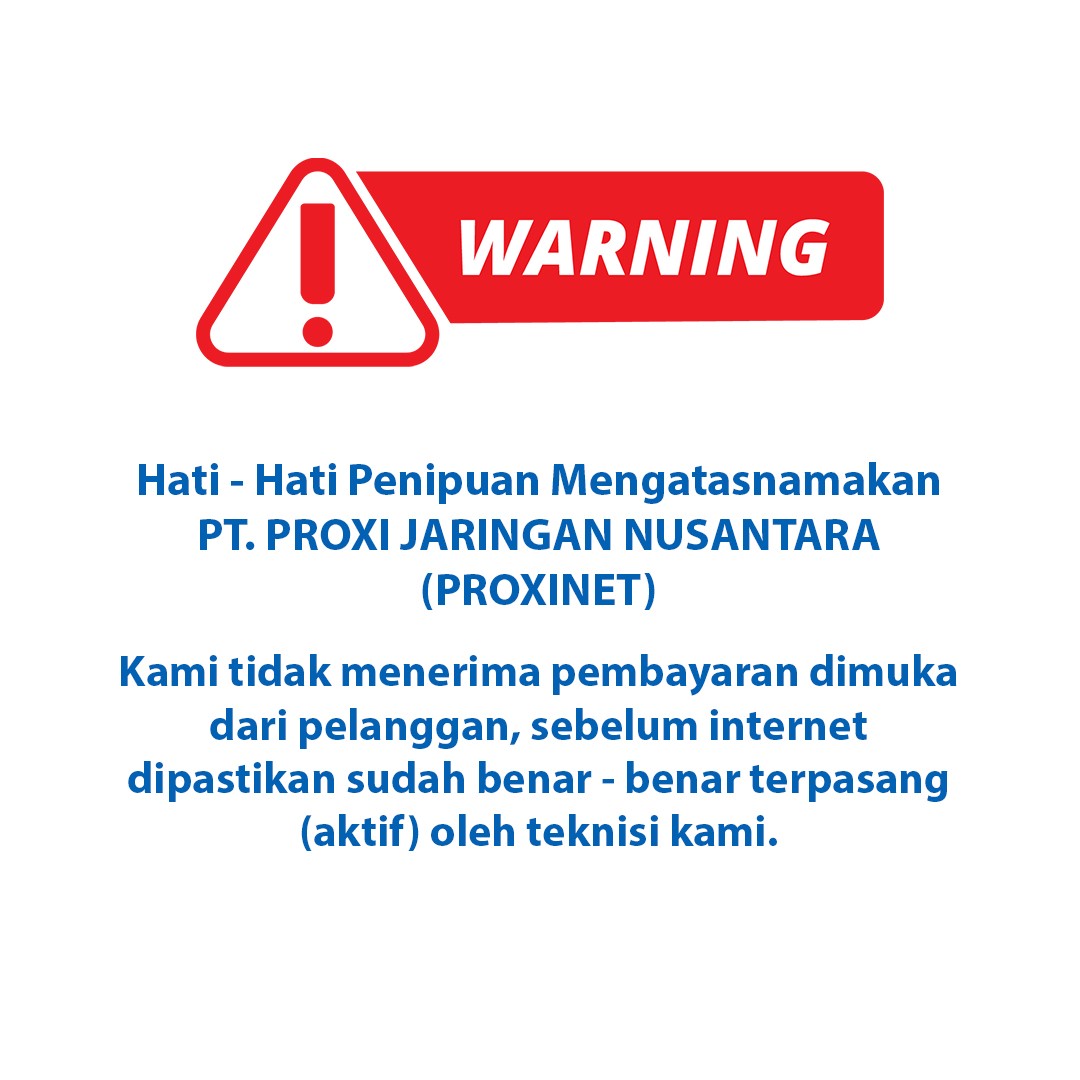 WARNING
Hati - Hati Penipuan Mengatasnamakan
PT. PROXI JARINGAN NUSANTARA
(PROXINET)
Kami tidak menerima pembayaran dimuka
dari pelanggan, sebelum internet
dipastikan sudah benar - benar terpasang
(aktif) oleh teknisi kami.